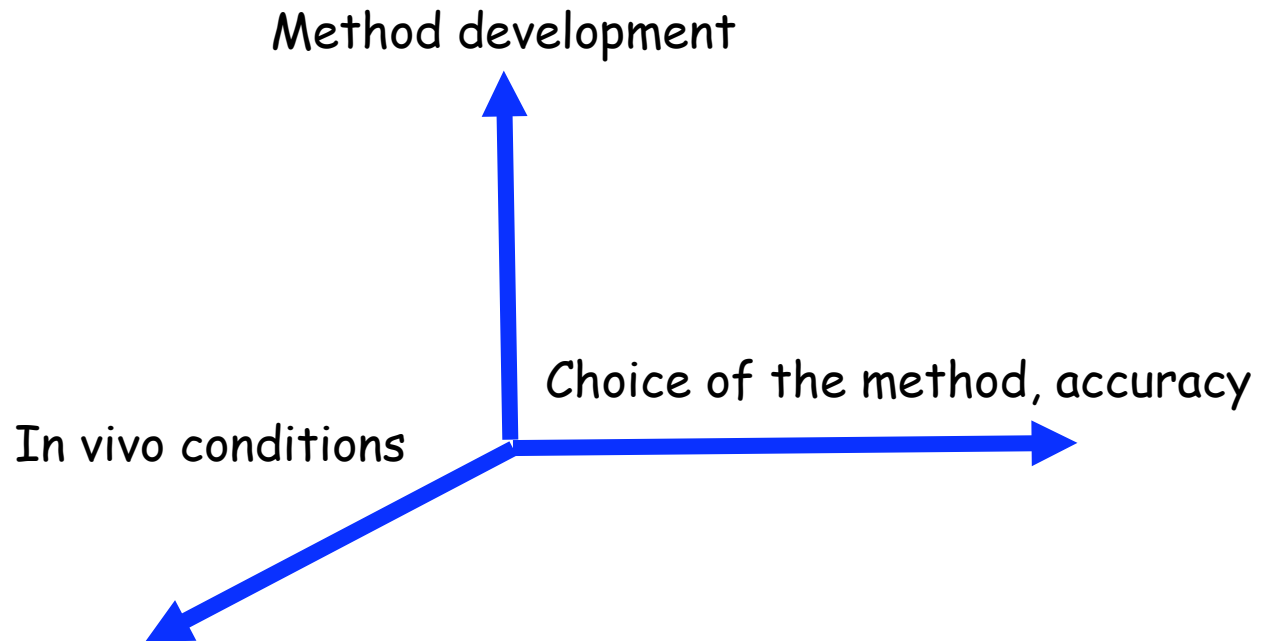 Method development
Choice of the method, accuracy
In vivo conditions